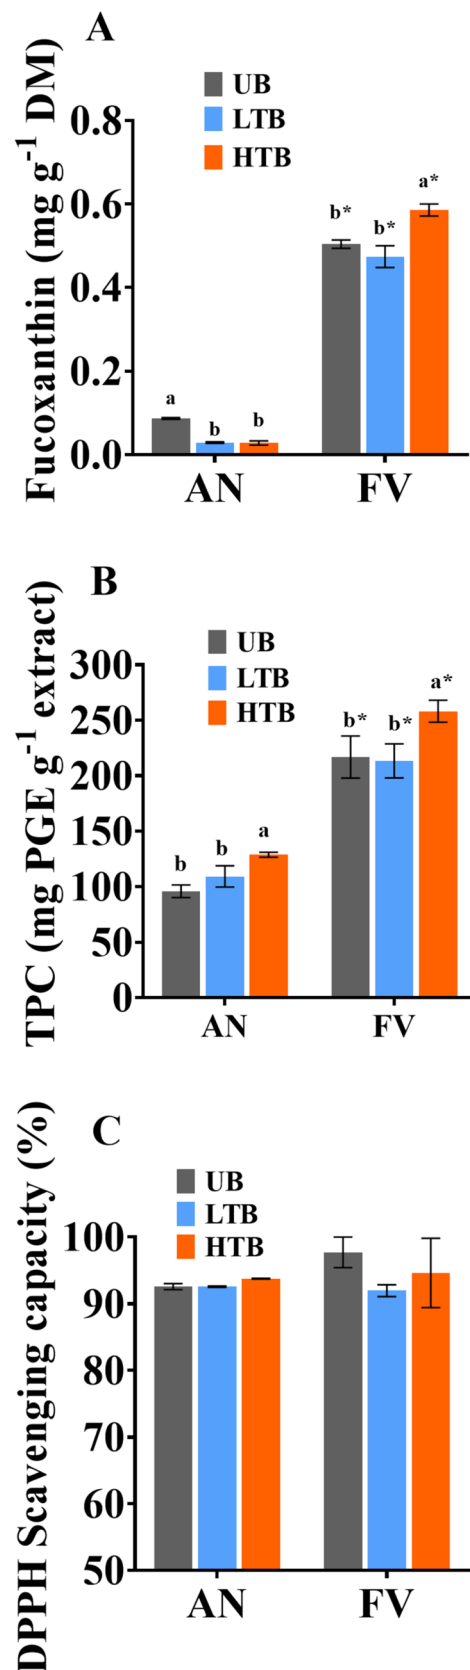 A
UB
LTB
HTB
Fucoxanthin (mg g-1 DM)
0.8
0.6
0.4
0.2
0.0
a
b
b
b*
b*
a*
AN
FV
B
UB
LTB
HTB
TPC (mg PGE g-1 extract)
300
250
200
150
100
50
0
b
b
a
b*
b*
a*
AN
FV
C
UB
LTB
HTB
DPPH Scavenging capacity (%)
100
90
80
70
60
50
AN
FV